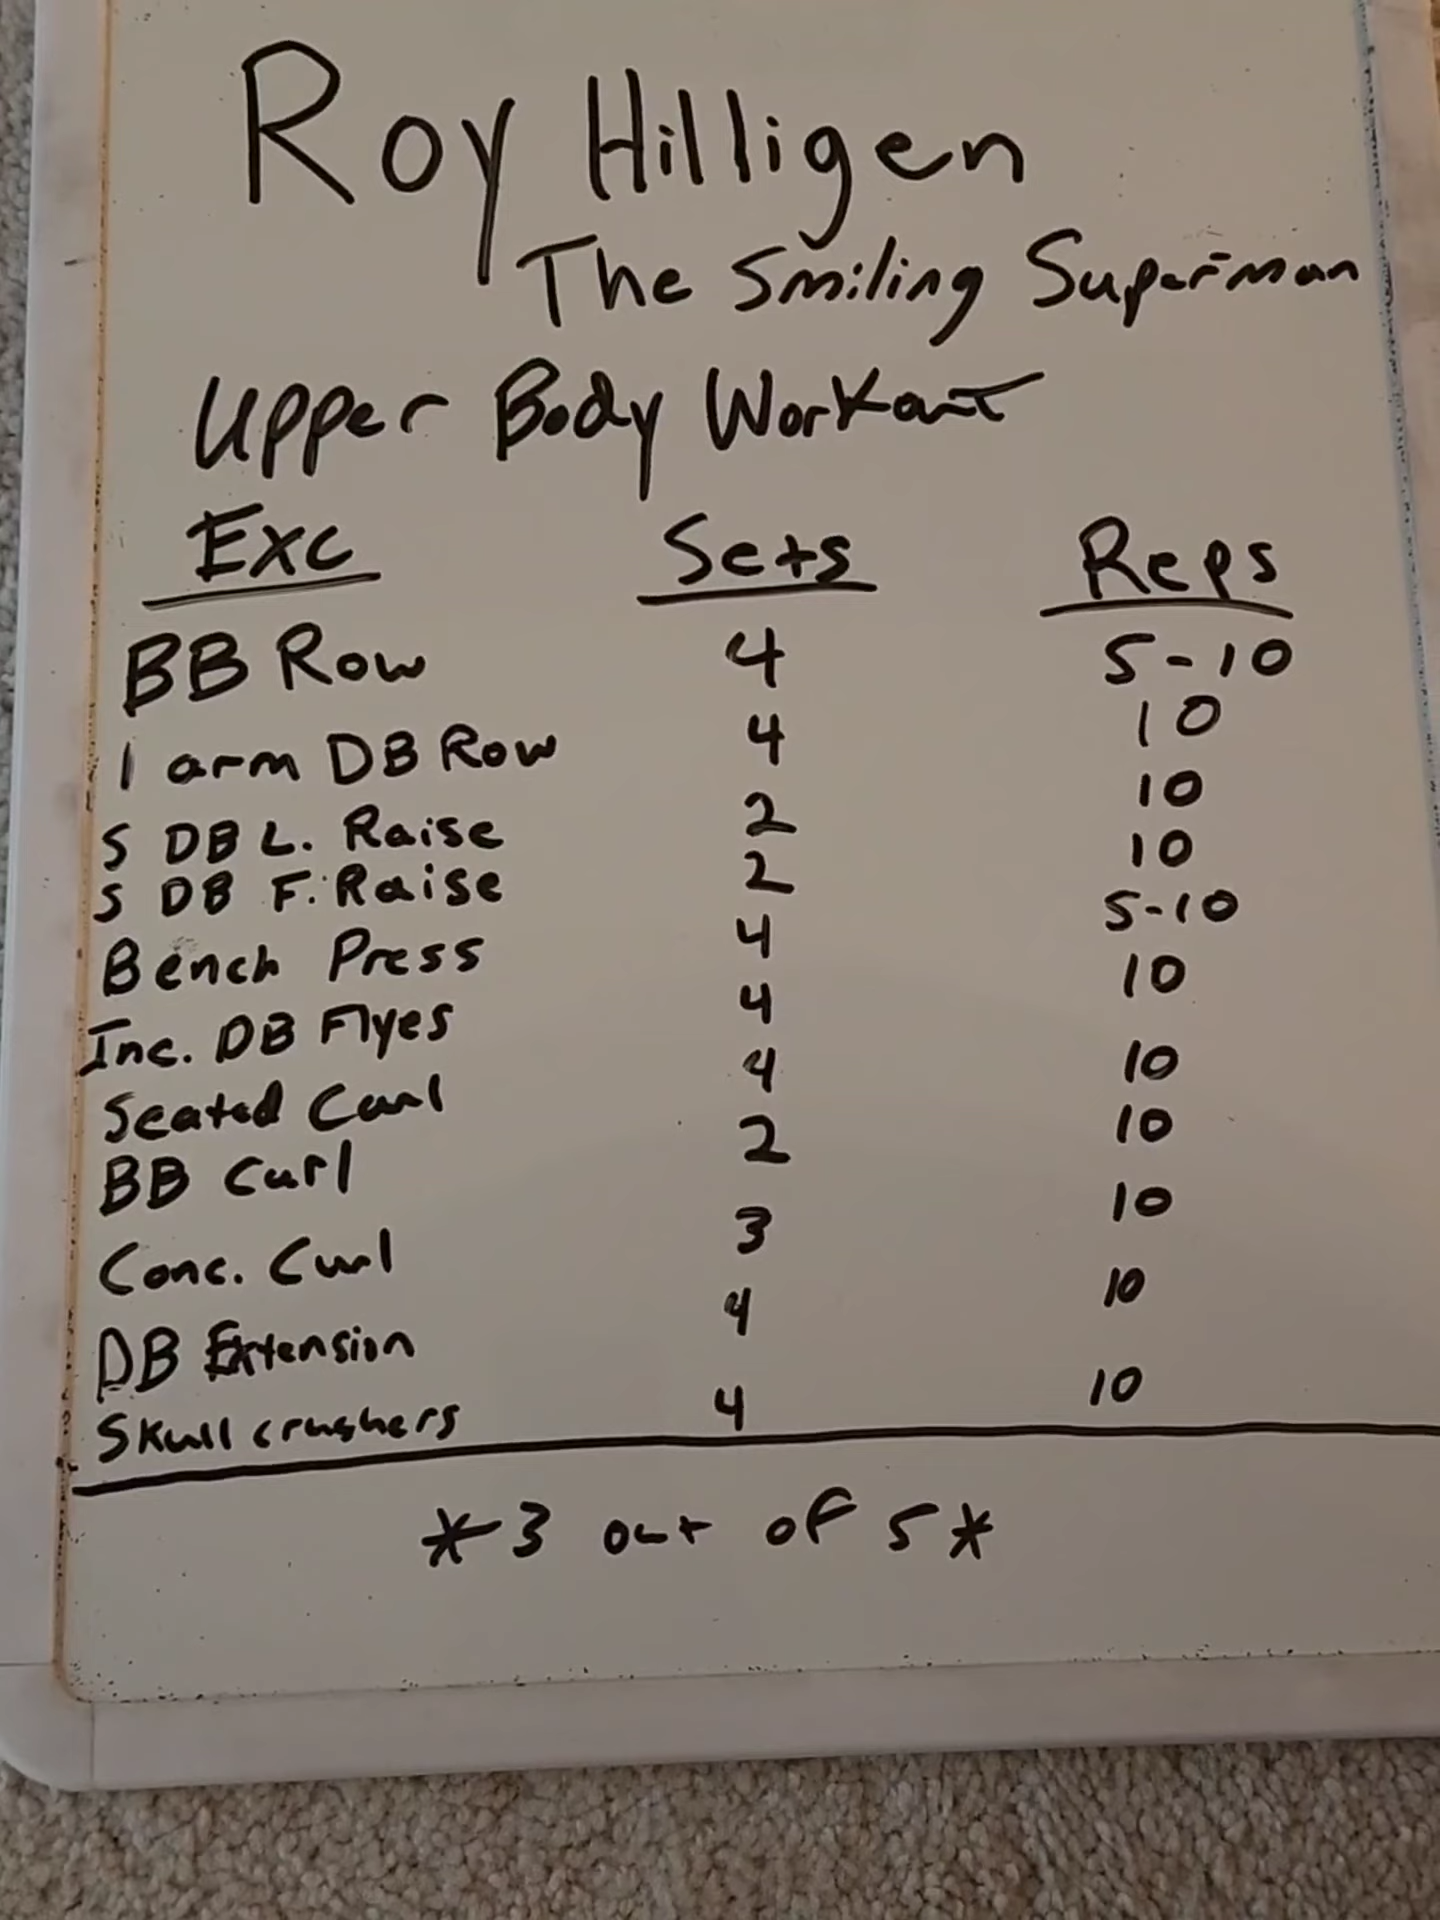 Roy Hilligen
The Smiling Superman
Upper Body Workout
Exc Sets Reps
BB Row 4 5-10
1 arm DB Row 4 10
S DB L. Raise 2 10
S DB F. Raise 2 10
Bench Press 4 5-10
Inc. DB Flyes 4 10
Seated Curl 4 10
BB Curl 2 10
Conc. Curl 3 10
DB Extension 4 10
Skull crushers 4 10
*3 out of 5*